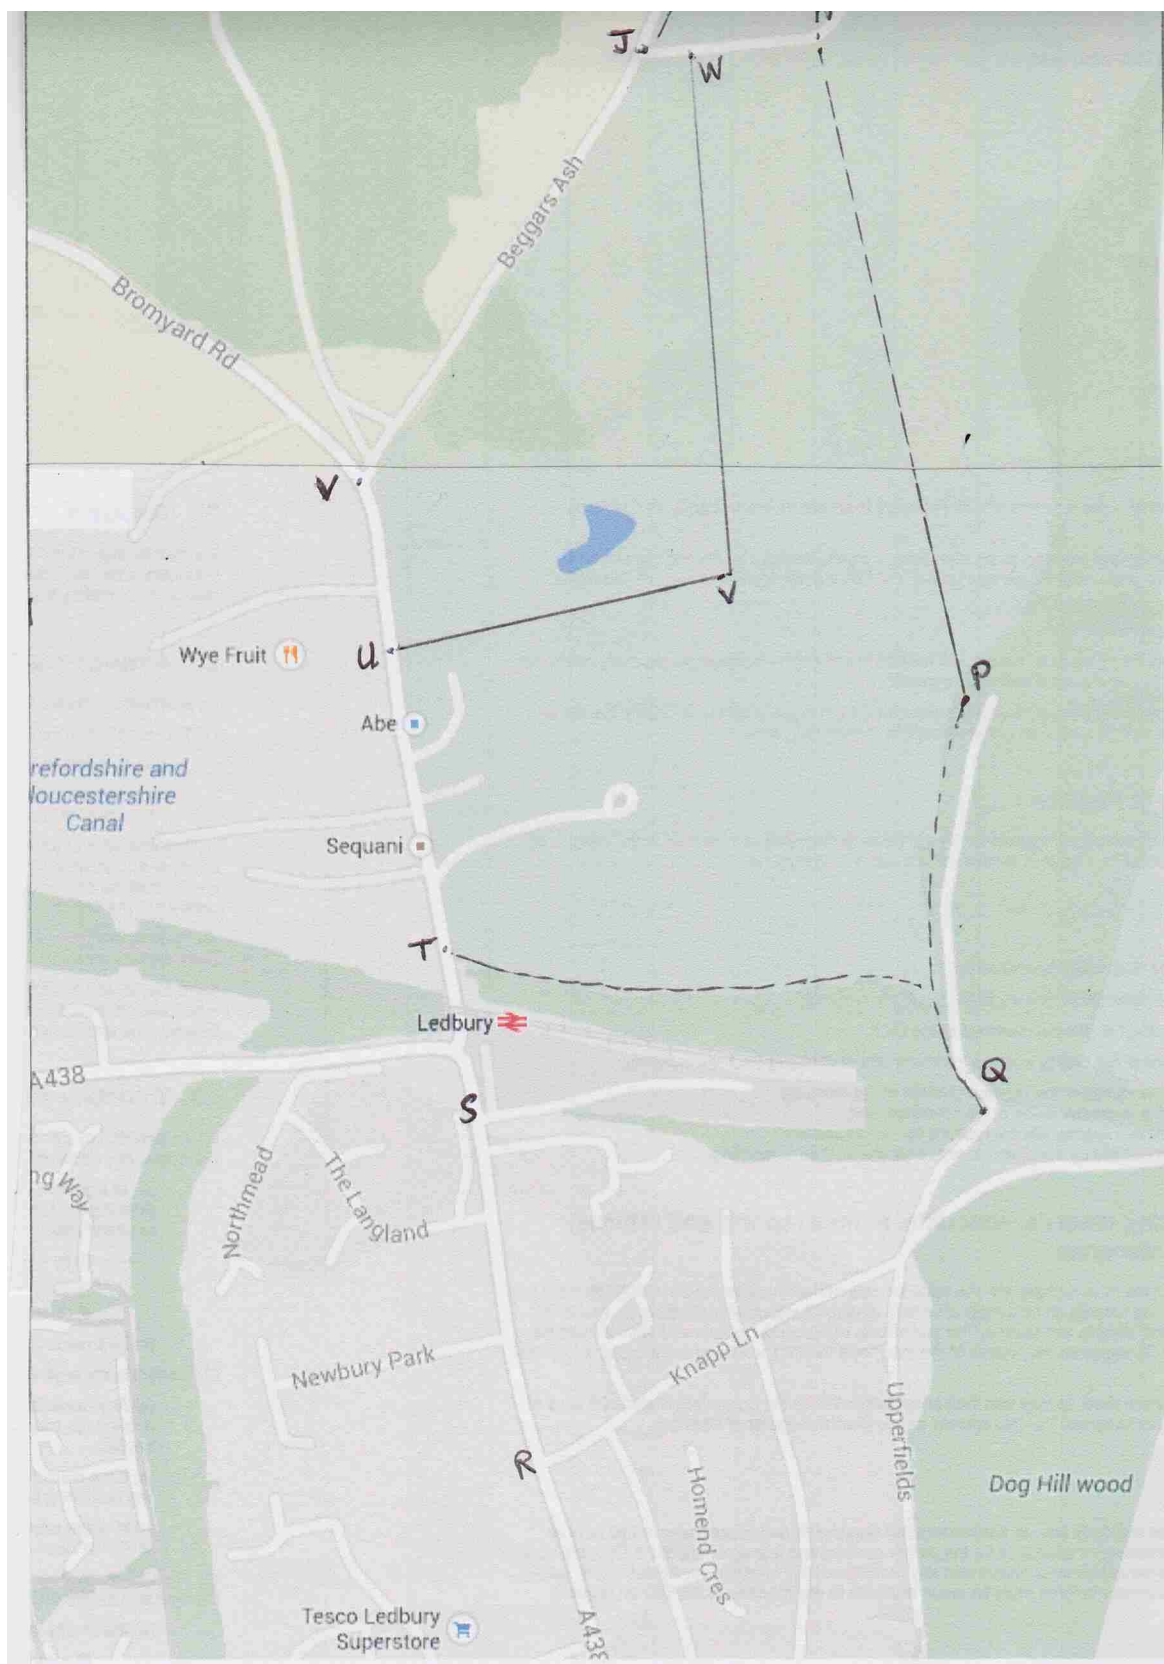 J
W
Beggars Ash
Bromyard Rd
V
V
Wye Fruit
U
P
Abe
refordshire and
loucestershire
Canal
Sequani
T
Ledbury
Q
A438
S
ng Way
Northmead
The Langland
Knapp Ln
Newbury Park
Upperfields
R
Homend Cres
Dog Hill wood
Tesco Ledbury
Superstore
A438